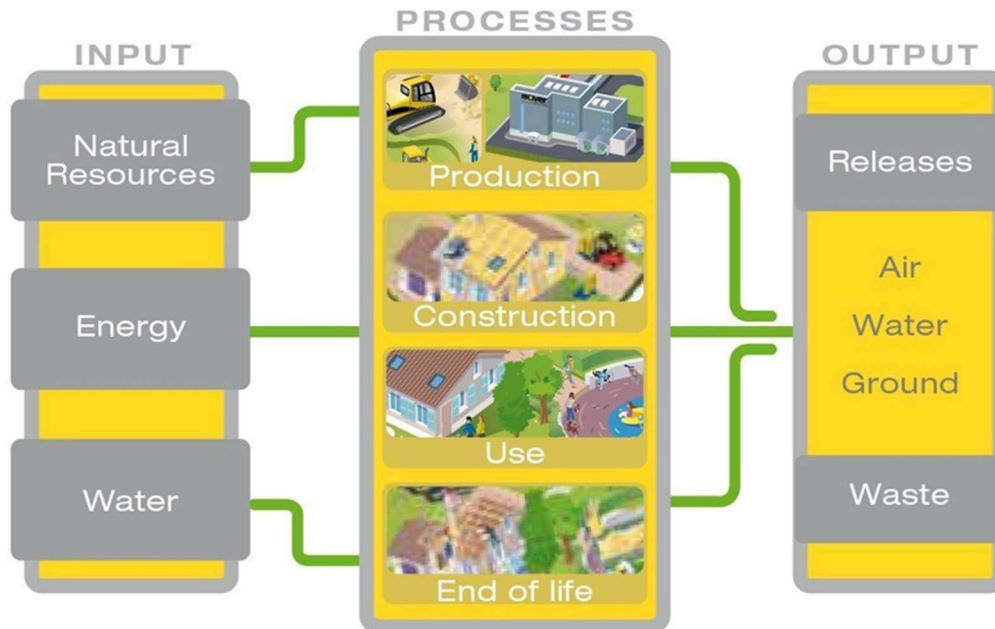 INPUT
Natural
Resources
Energy
Water
PROCESSES
Production
Construction
Use
End of life
OUTPUT
Releases
Air
Water
Ground
Waste